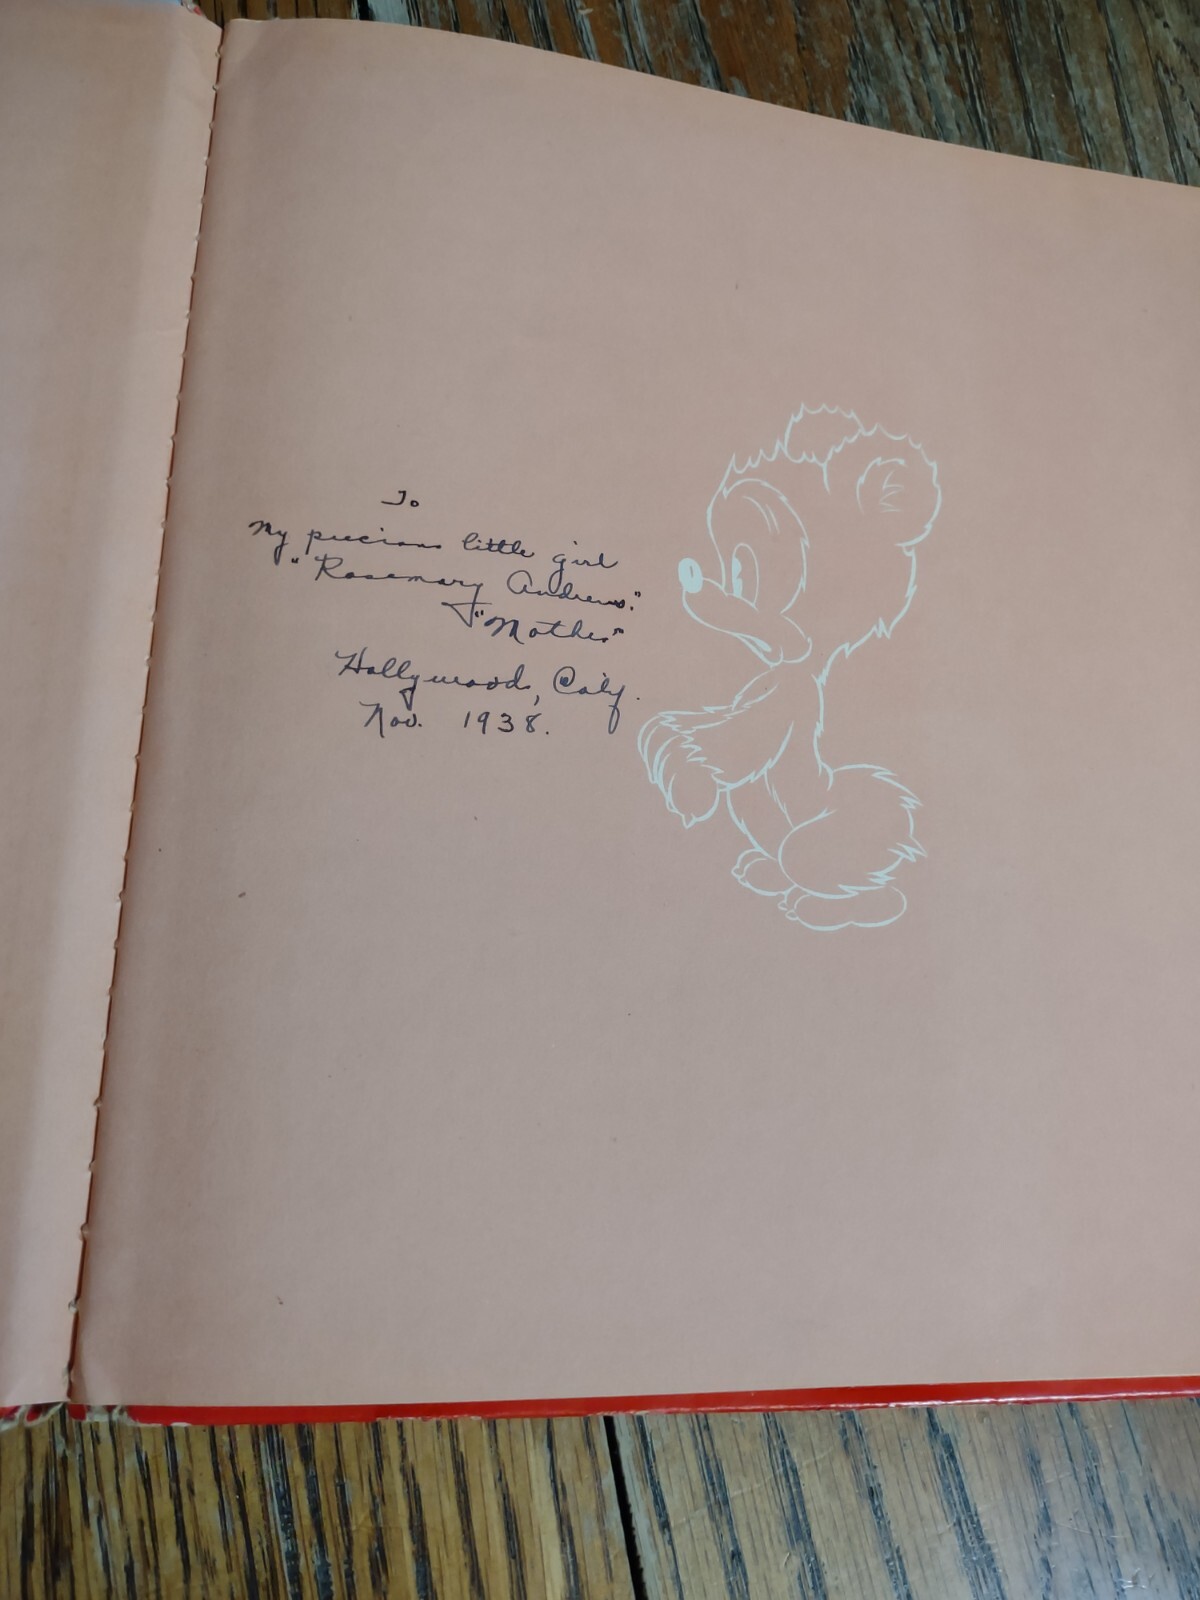 To
My precious little girl
"Rosemary Andrews."
"Mother"
Hollywood, Calif.
Nov. 1938.